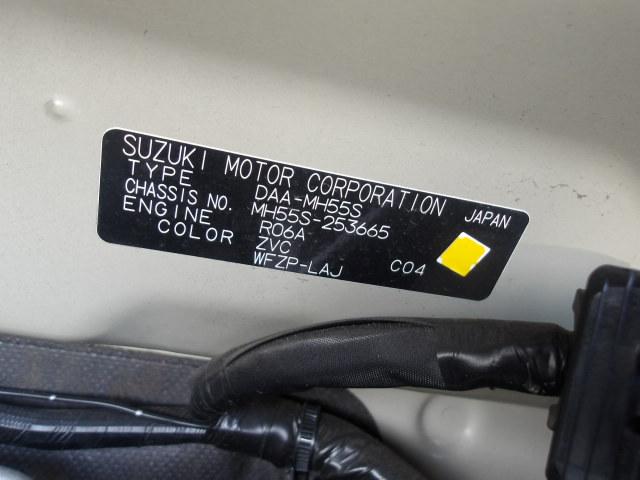 SUZUKI MOTOR CORPORATION JAPAN
TYPE DAA-MH55S
CHASSIS NO. MH55S-253665
ENGINE R06A
COLOR ZVC
WFZP-LAJ C04